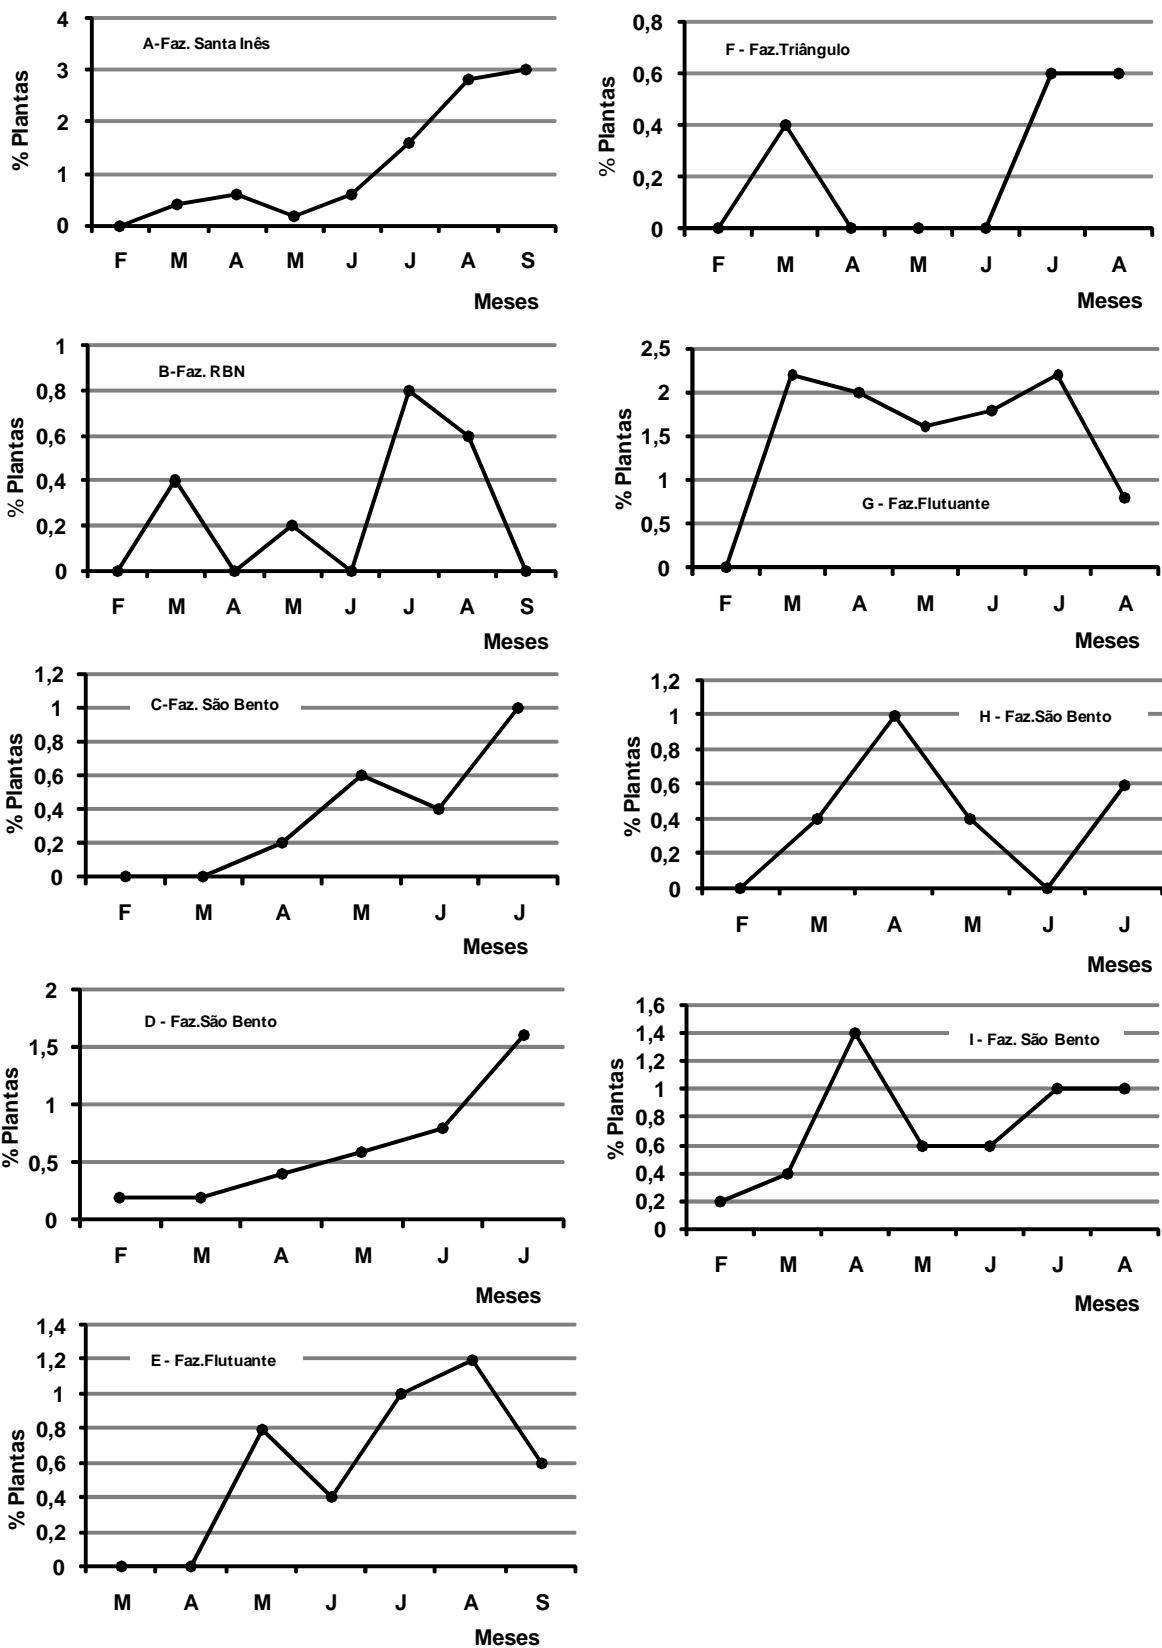 A-Faz. Santa Inês
% Plantas
4
3
2
1
0
F M A M J J A S
Meses
B-Faz. RBN
% Plantas
1
0,8
0,6
0,4
0,2
0
F M A M J J A S
Meses
C-Faz. São Bento
% Plantas
1,2
1
0,8
0,6
0,4
0,2
0
F M A M J J
Meses
D - Faz.São Bento
% Plantas
2
1,5
1
0,5
0
F M A M J J
Meses
E - Faz.Flutuante
% Plantas
1,4
1,2
1
0,8
0,6
0,4
0,2
0
M A M J J A S
Meses
F - Faz.Triângulo
% Plantas
0,8
0,6
0,4
0,2
0
F M A M J J A
Meses
G - Faz.Flutuante
% Plantas
2,5
2
1,5
1
0,5
0
F M A M J J A
Meses
H - Faz.São Bento
% Plantas
1,2
1
0,8
0,6
0,4
0,2
0
F M A M J J
Meses
I - Faz. São Bento
% Plantas
1,6
1,4
1,2
1
0,8
0,6
0,4
0,2
0
F M A M J J A
Meses